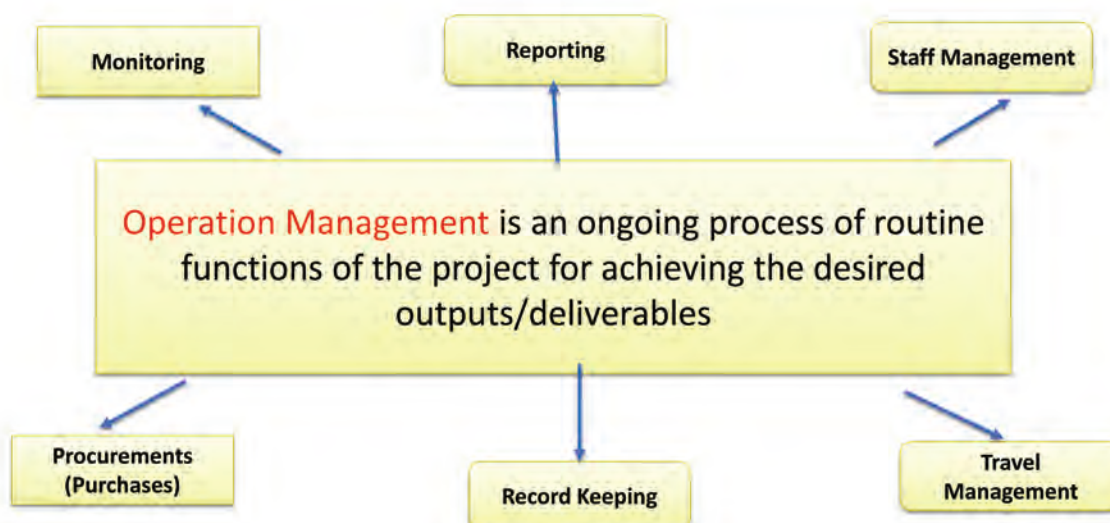 Monitoring
Reporting
Staff Management
Operation Management is an ongoing process of routine
functions of the project for achieving the desired
outputs/deliverables
Procurements
(Purchases)
Record Keeping
Travel
Management